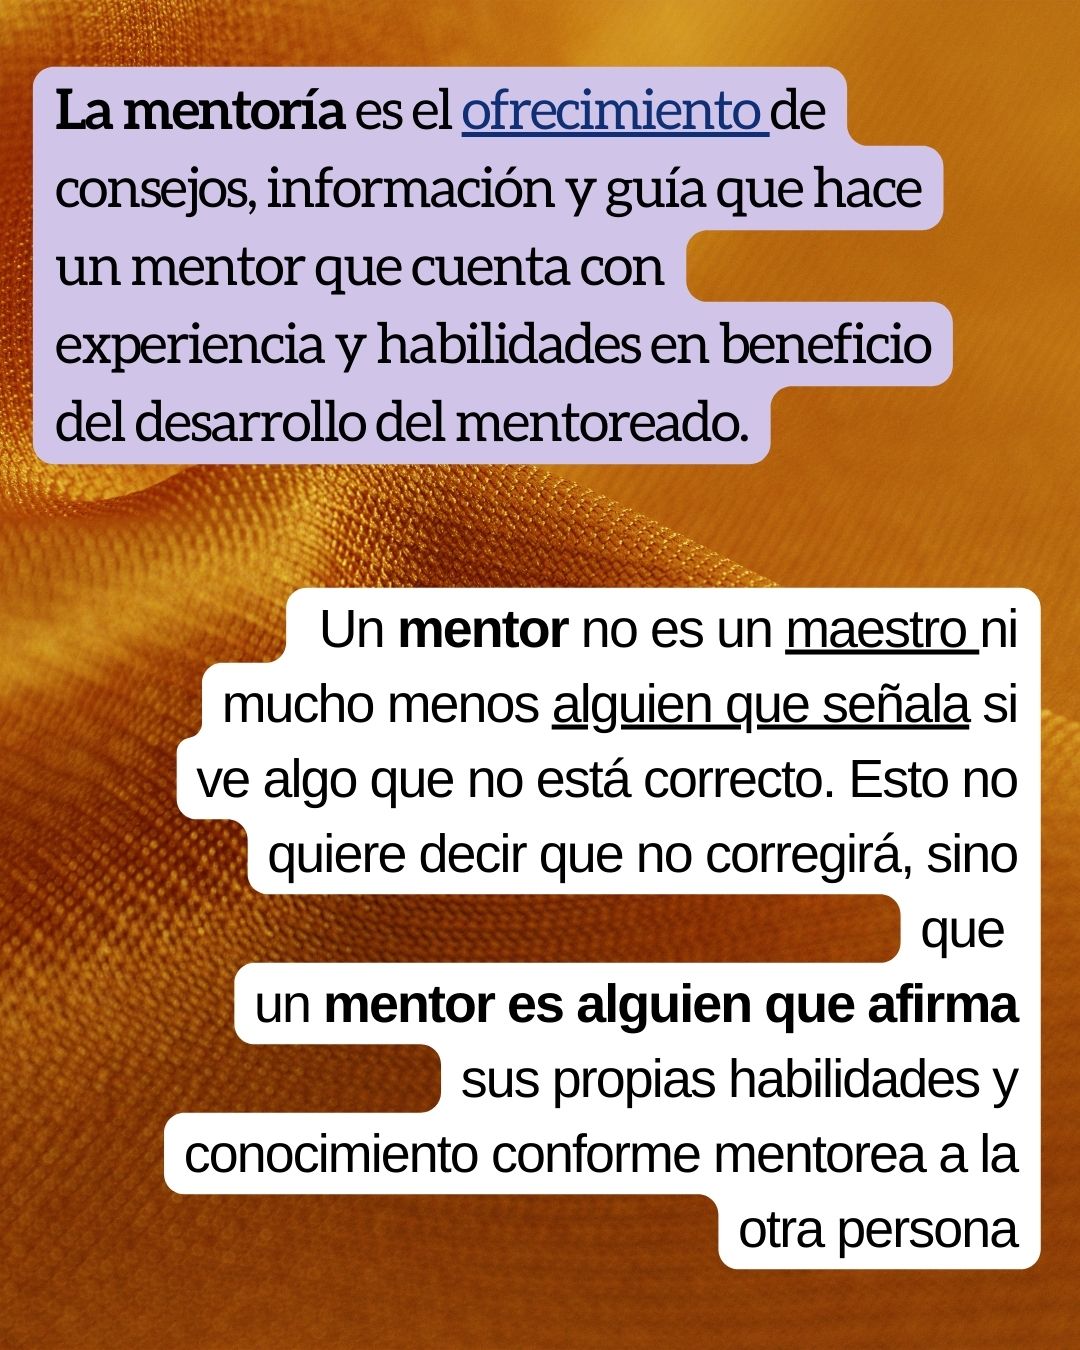 La mentoría es el ofrecimiento de
consejos, información y guía que hace
un mentor que cuenta con
experiencia y habilidades en beneficio
del desarrollo del mentoreado.
Un mentor no es un maestro ni
mucho menos alguien que señala si
ve algo que no está correcto. Esto no
quiere decir que no corregirá, sino
que
un mentor es alguien que afirma
sus propias habilidades y
conocimiento conforme mentorea a la
otra persona